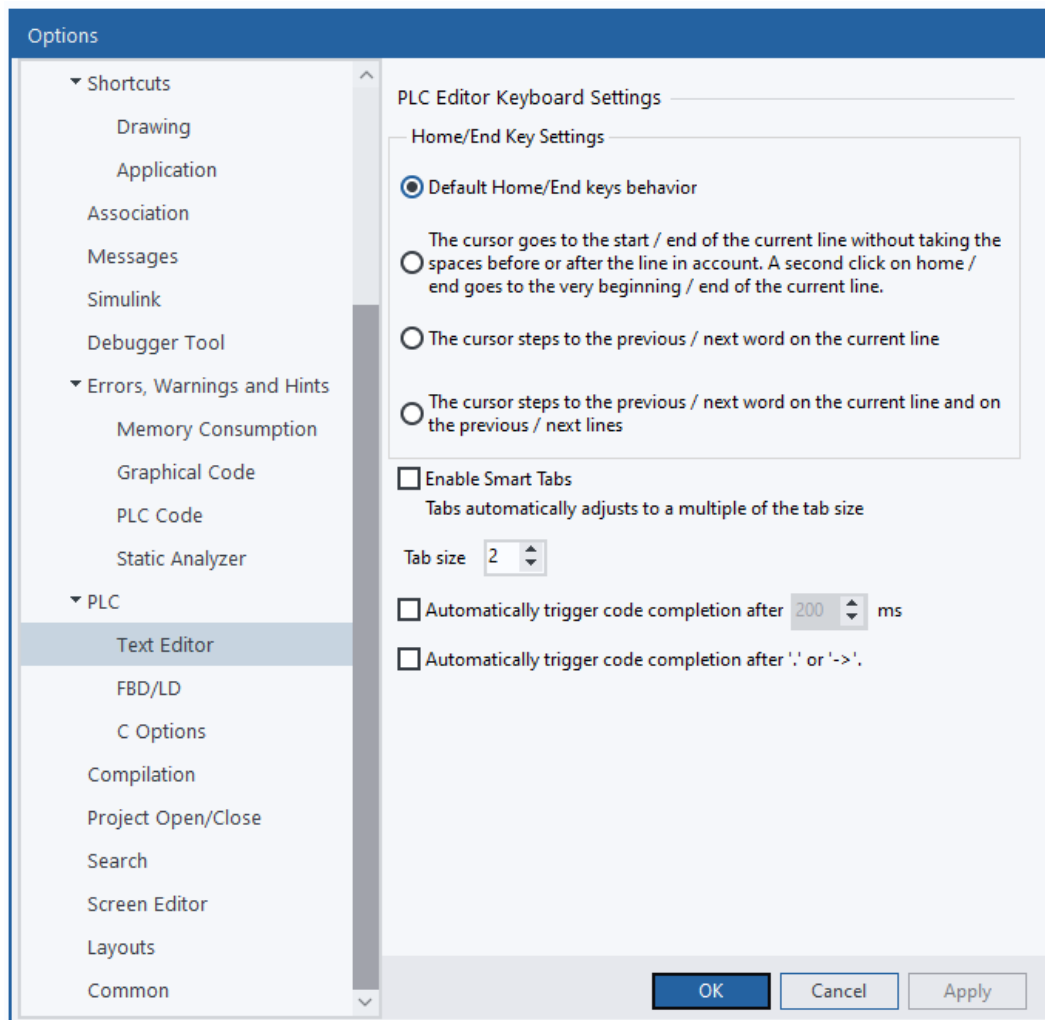 Options
Shortcuts
Drawing
Application
Association
Messages
Simulink
Debugger Tool
Errors, Warnings and Hints
Memory Consumption
Graphical Code
PLC Code
Static Analyzer
PLC
Text Editor
FBD/LD
C Options
Compilation
Project Open/Close
Search
Screen Editor
Layouts
Common
PLC Editor Keyboard Settings
Home/End Key Settings
Default Home/End keys behavior
The cursor goes to the start / end of the current line without taking the
spaces before or after the line in account. A second click on home /
end goes to the very beginning / end of the current line.
The cursor steps to the previous / next word on the current line
The cursor steps to the previous / next word on the current line and on
the previous / next lines
Enable Smart Tabs
Tabs automatically adjusts to a multiple of the tab size
Tab size 2
Automatically trigger code completion after 200 ms
Automatically trigger code completion after '.' or '->'.
OK Cancel Apply